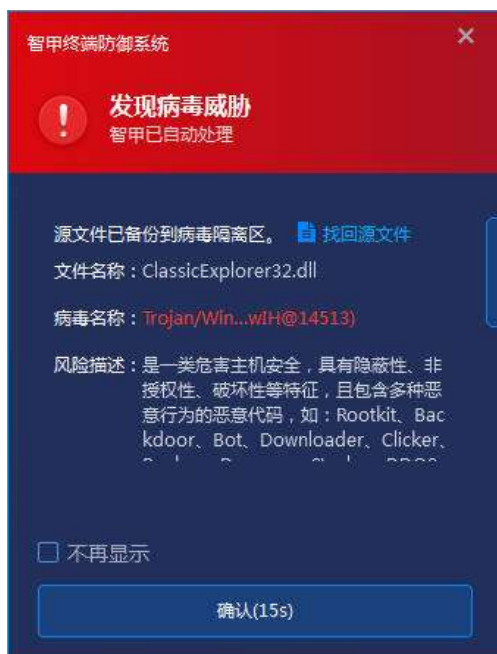 智甲终端防御系统
发现病毒威胁
智甲已自动处理
源文件已备份到病毒隔离区。 找回源文件
文件名称：ClassicExplorer32.dll
病毒名称：Trojan/Win...wIH@14513)
风险描述：是一类危害主机安全，具有隐蔽性、非
授权性、破坏性等特征，且包含多种恶
意行为的恶意代码，如：Rootkit、Bac
kdoor、Bot、Downloader、Clicker、
不再显示
确认(15s)